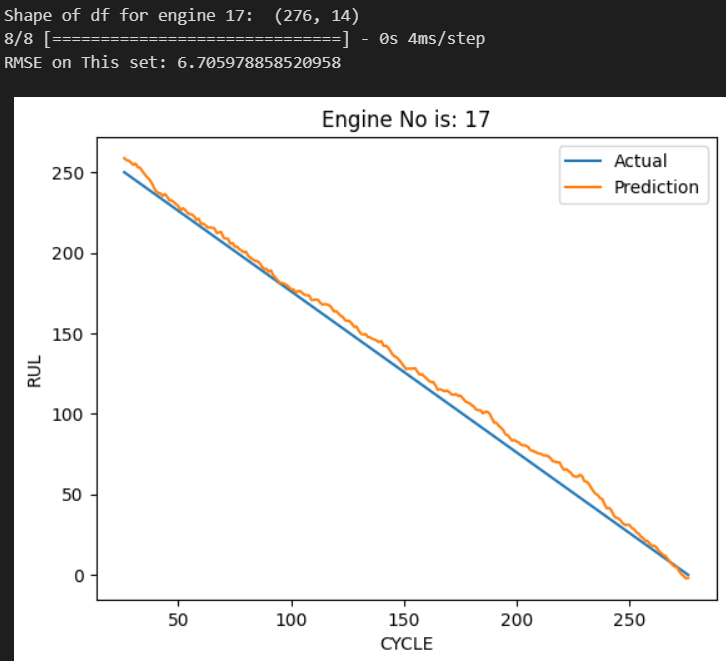 Shape of df for engine 17:  (276, 14)
8/8 [==============================] - 0s 4ms/step
RMSE on This set: 6.705978858520958
Engine No is: 17
Actual
Prediction
250
200
150
100
50
0
RUL
50
100
150
200
250
CYCLE